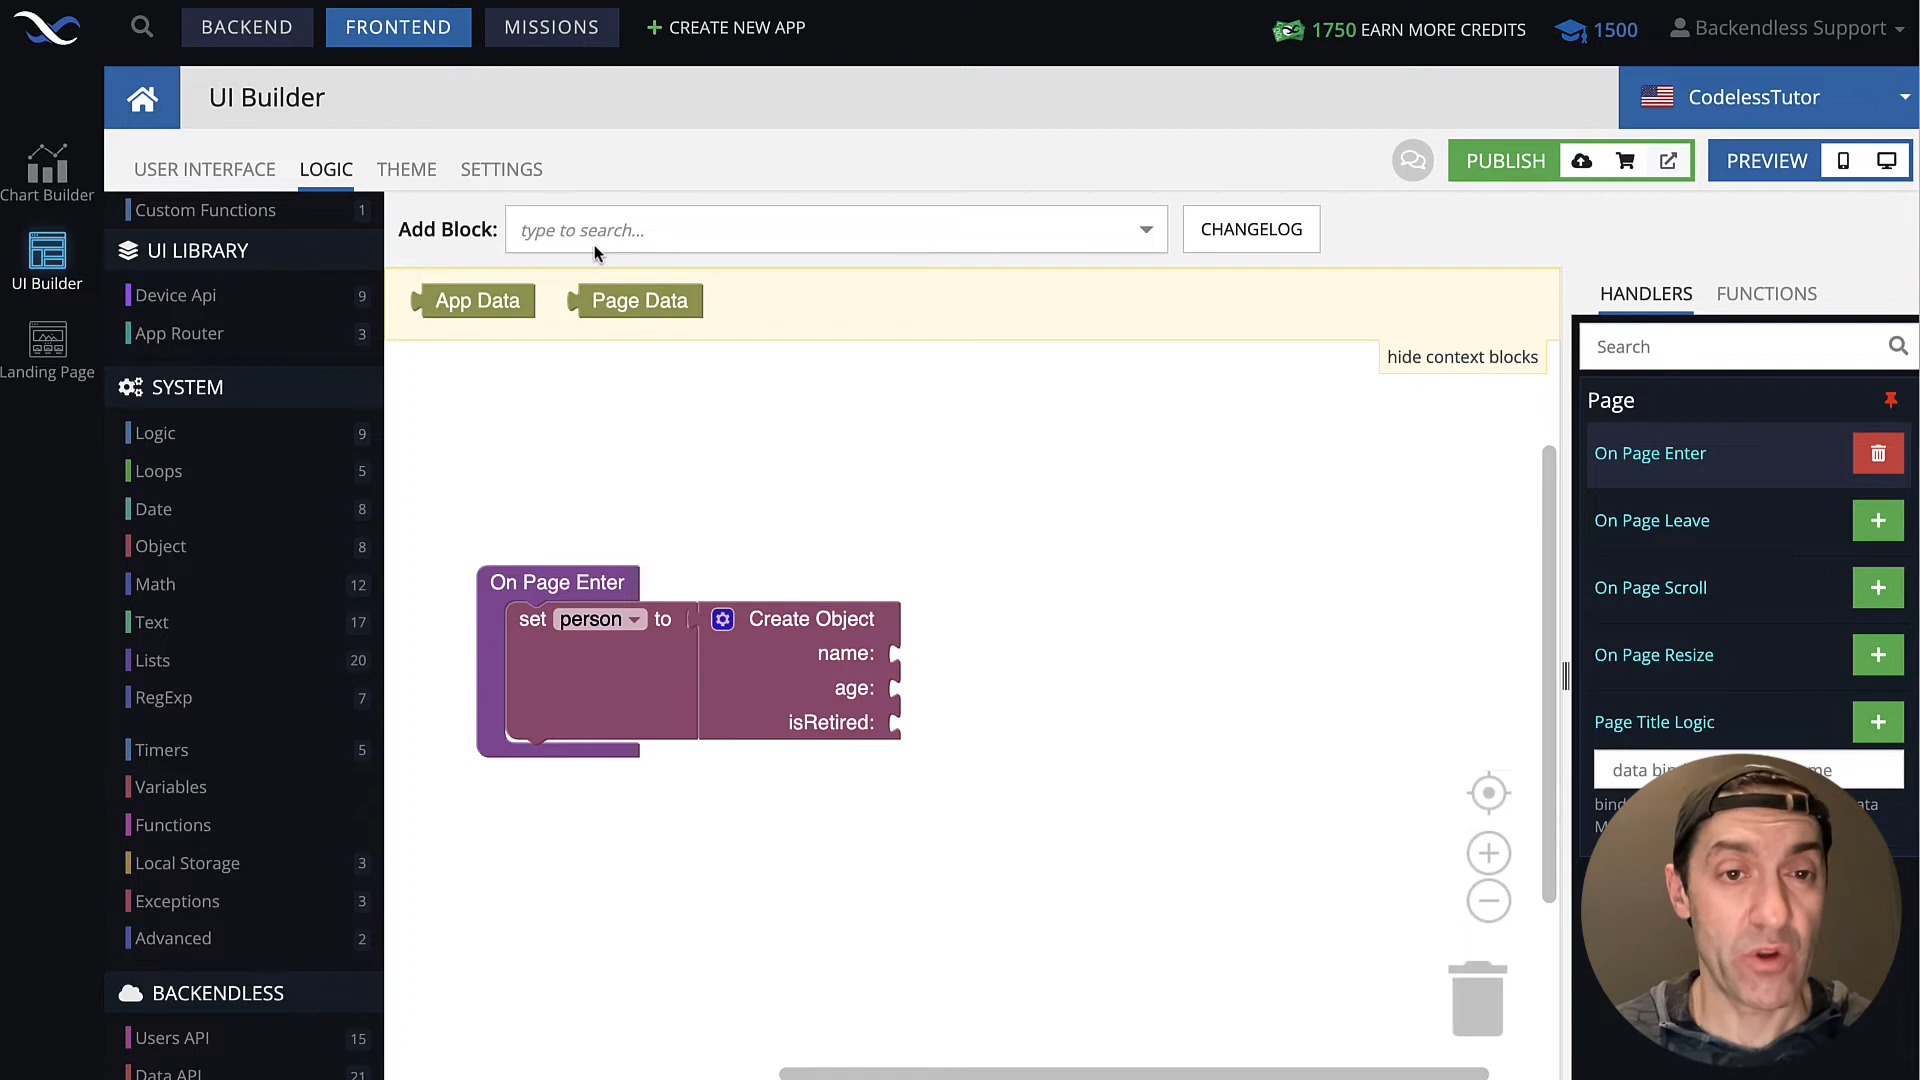 BACKEND
FRONTEND
MISSIONS
+ CREATE NEW APP
1750 EARN MORE CREDITS
1500
Backendless Support
UI Builder
CodelessTutor
Chart Builder
UI Builder
Landing Page
USER INTERFACE
LOGIC
THEME
SETTINGS
PUBLISH
PREVIEW
Custom Functions 1
UI LIBRARY
Device Api 9
App Router 3
SYSTEM
Logic 9
Loops 5
Date 8
Object 8
Math 12
Text 17
Lists 20
RegExp 7
Timers 5
Variables
Functions
Local Storage 3
Exceptions 3
Advanced 2
BACKENDLESS
Users API 15
Data API 21
Add Block: type to search...
CHANGELOG
App Data
Page Data
hide context blocks
On Page Enter
set person to
Create Object
name:
age:
isRetired:
HANDLERS
FUNCTIONS
Search
Page
On Page Enter
On Page Leave
On Page Scroll
On Page Resize
Page Title Logic
data